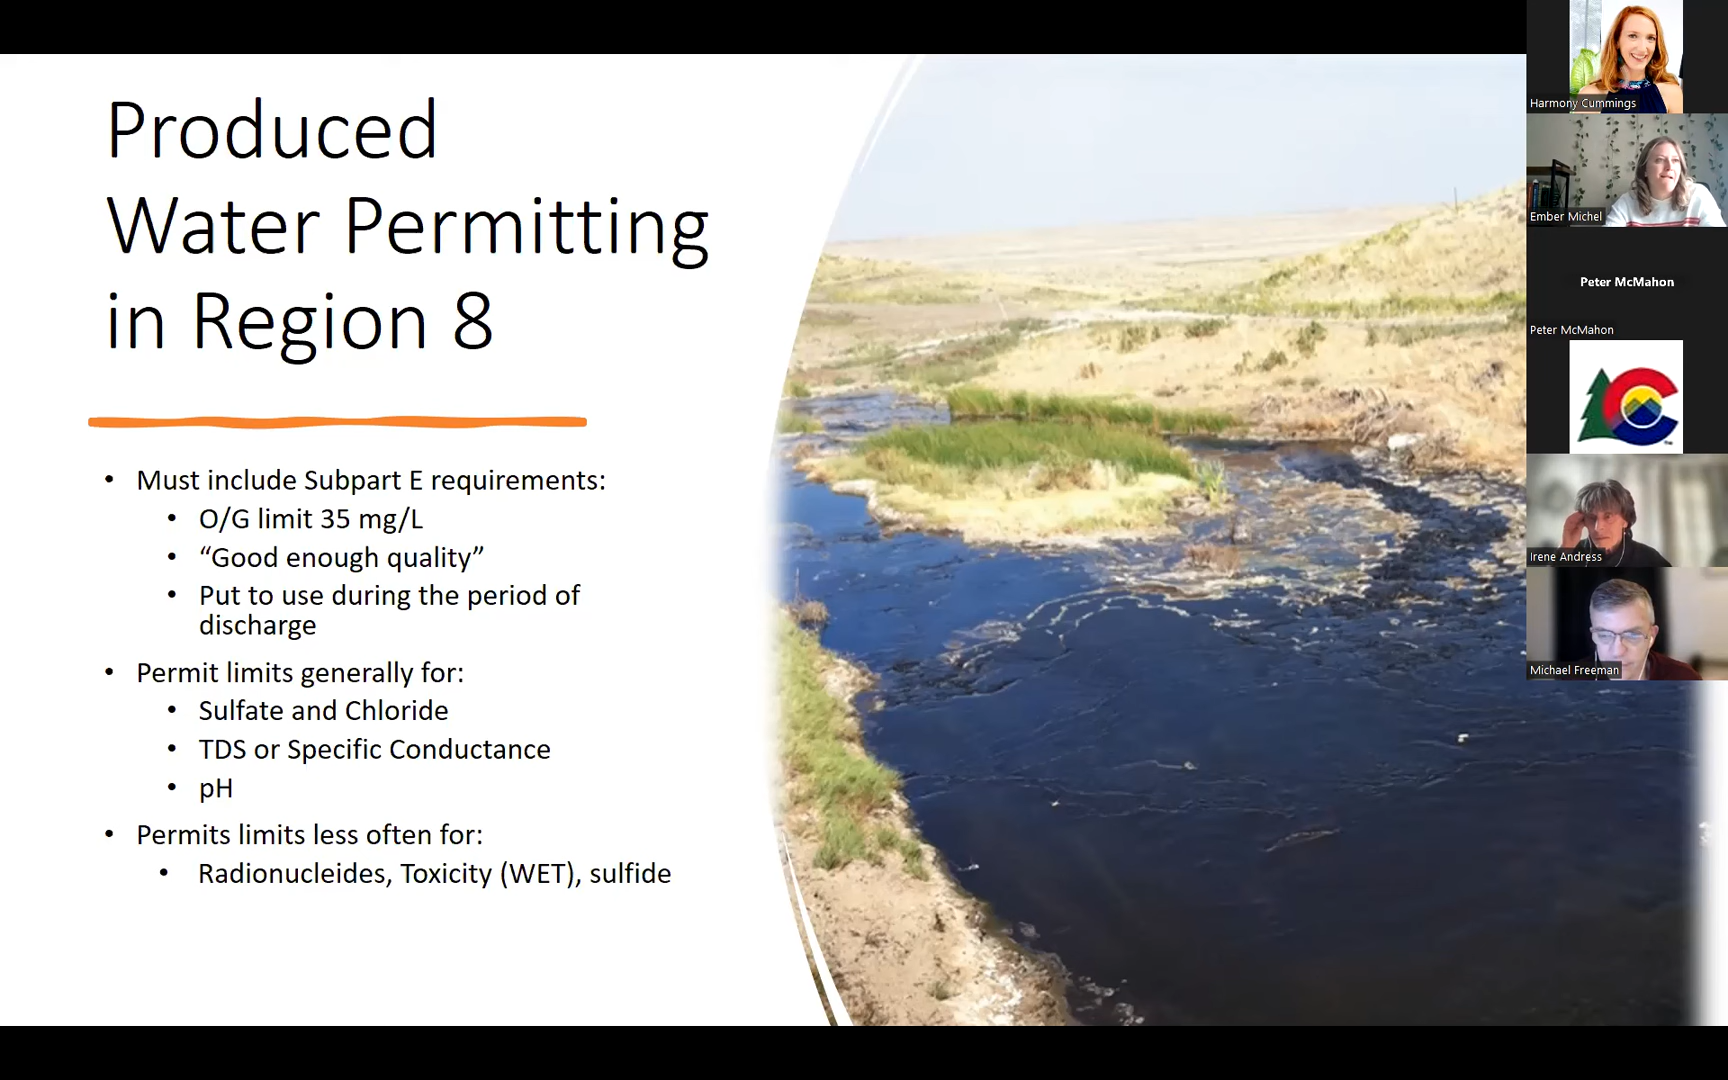 Produced
Water Permitting
in Region 8
• Must include Subpart E requirements:
• O/G limit 35 mg/L
• “Good enough quality”
• Put to use during the period of
discharge
• Permit limits generally for:
• Sulfate and Chloride
• TDS or Specific Conductance
• pH
• Permits limits less often for:
• Radionucleides, Toxicity (WET), sulfide
Harmony Cummings
Ember Michel
Peter McMahon
Peter McMahon
Irene Andress
Michael Freeman